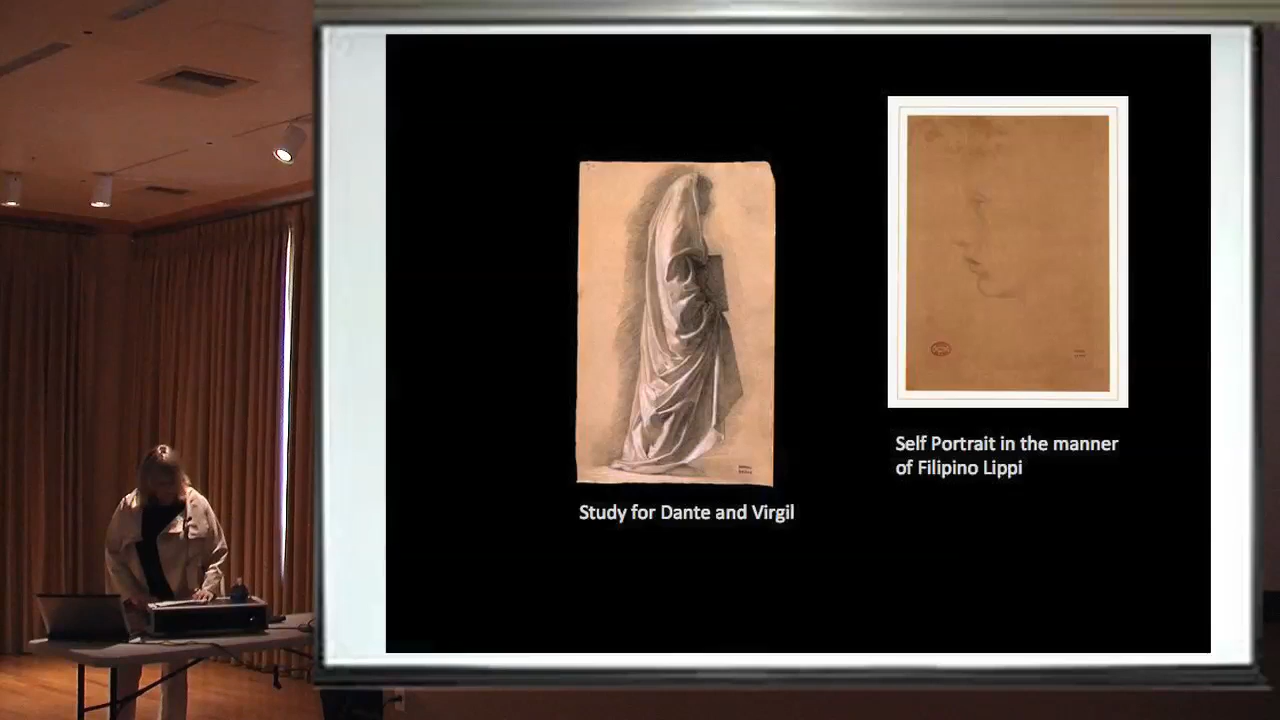 Study for Dante and Virgil
Self Portrait in the manner
of Filipino Lippi